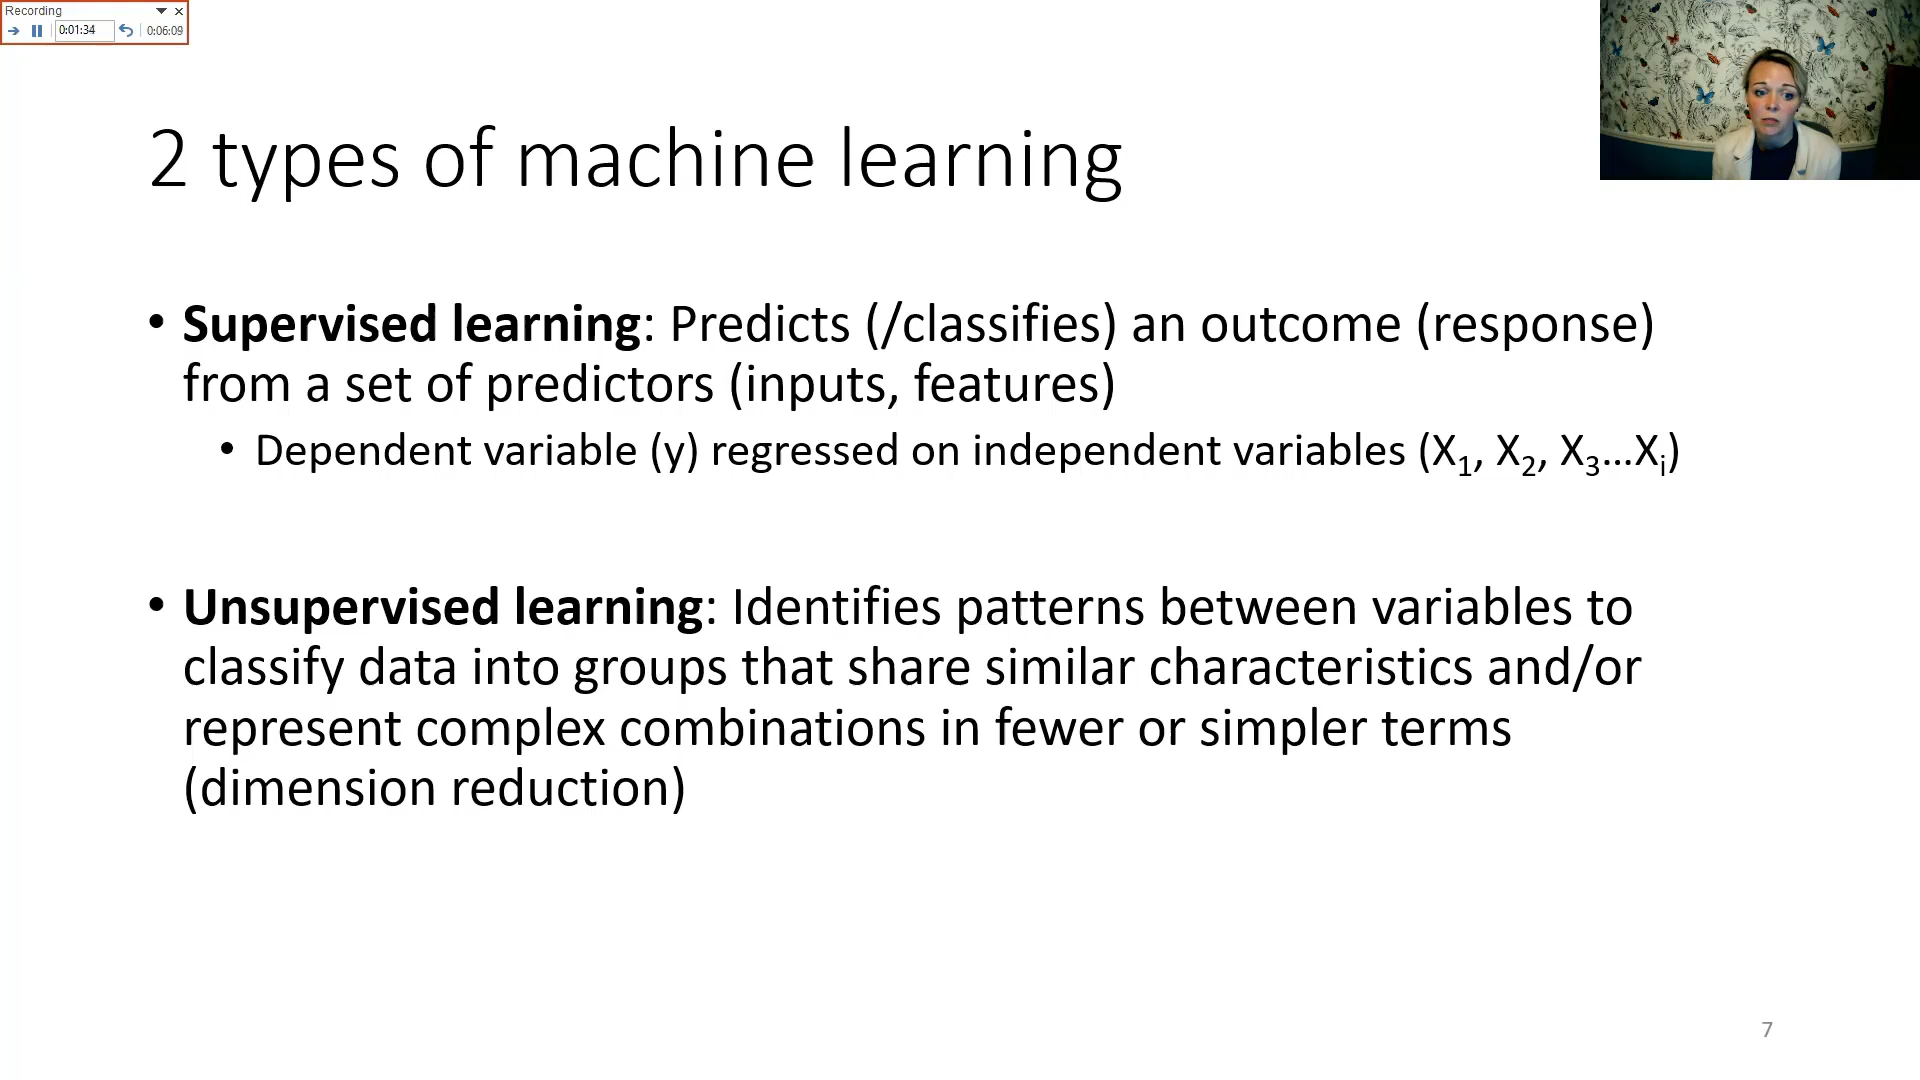 Recording
0:01:34
0:06:09
2 types of machine learning
• Supervised learning: Predicts (/classifies) an outcome (response)
from a set of predictors (inputs, features)
• Dependent variable (y) regressed on independent variables (X₁, X₂, X₃…Xᵢ)
• Unsupervised learning: Identifies patterns between variables to
classify data into groups that share similar characteristics and/or
represent complex combinations in fewer or simpler terms
(dimension reduction)
7